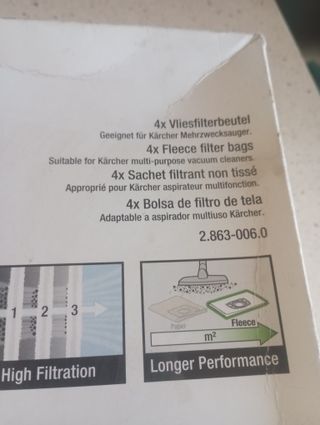 4x Vliesfilterbeutel
Geeignet für Kärcher Mehrzwecksauger.
4x Fleece filter bags
Suitable for Kärcher multi-purpose vacuum cleaners.
4x Sachet filtrant non tissé
Approprié pour Kärcher aspirateur multifonction.
4x Bolsa de filtro de tela
Adaptable a aspirador multiuso Kärcher.
2.863-006.0
1 2 3
High Filtration
Paper
Fleece
m²
Longer Performance